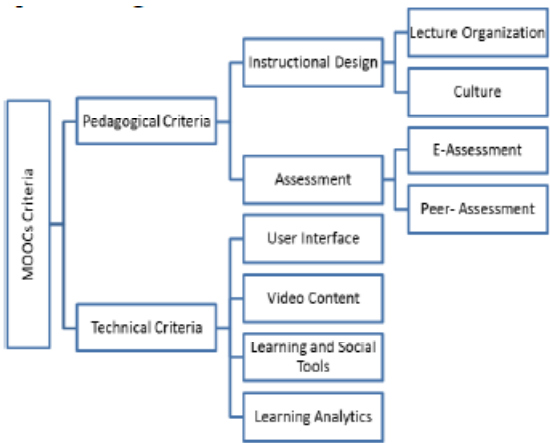 MOOCs Criteria
Pedagogical Criteria
Instructional Design
Lecture Organization
Culture
Assessment
E-Assessment
Peer- Assessment
Technical Criteria
User Interface
Video Content
Learning and Social
Tools
Learning Analytics